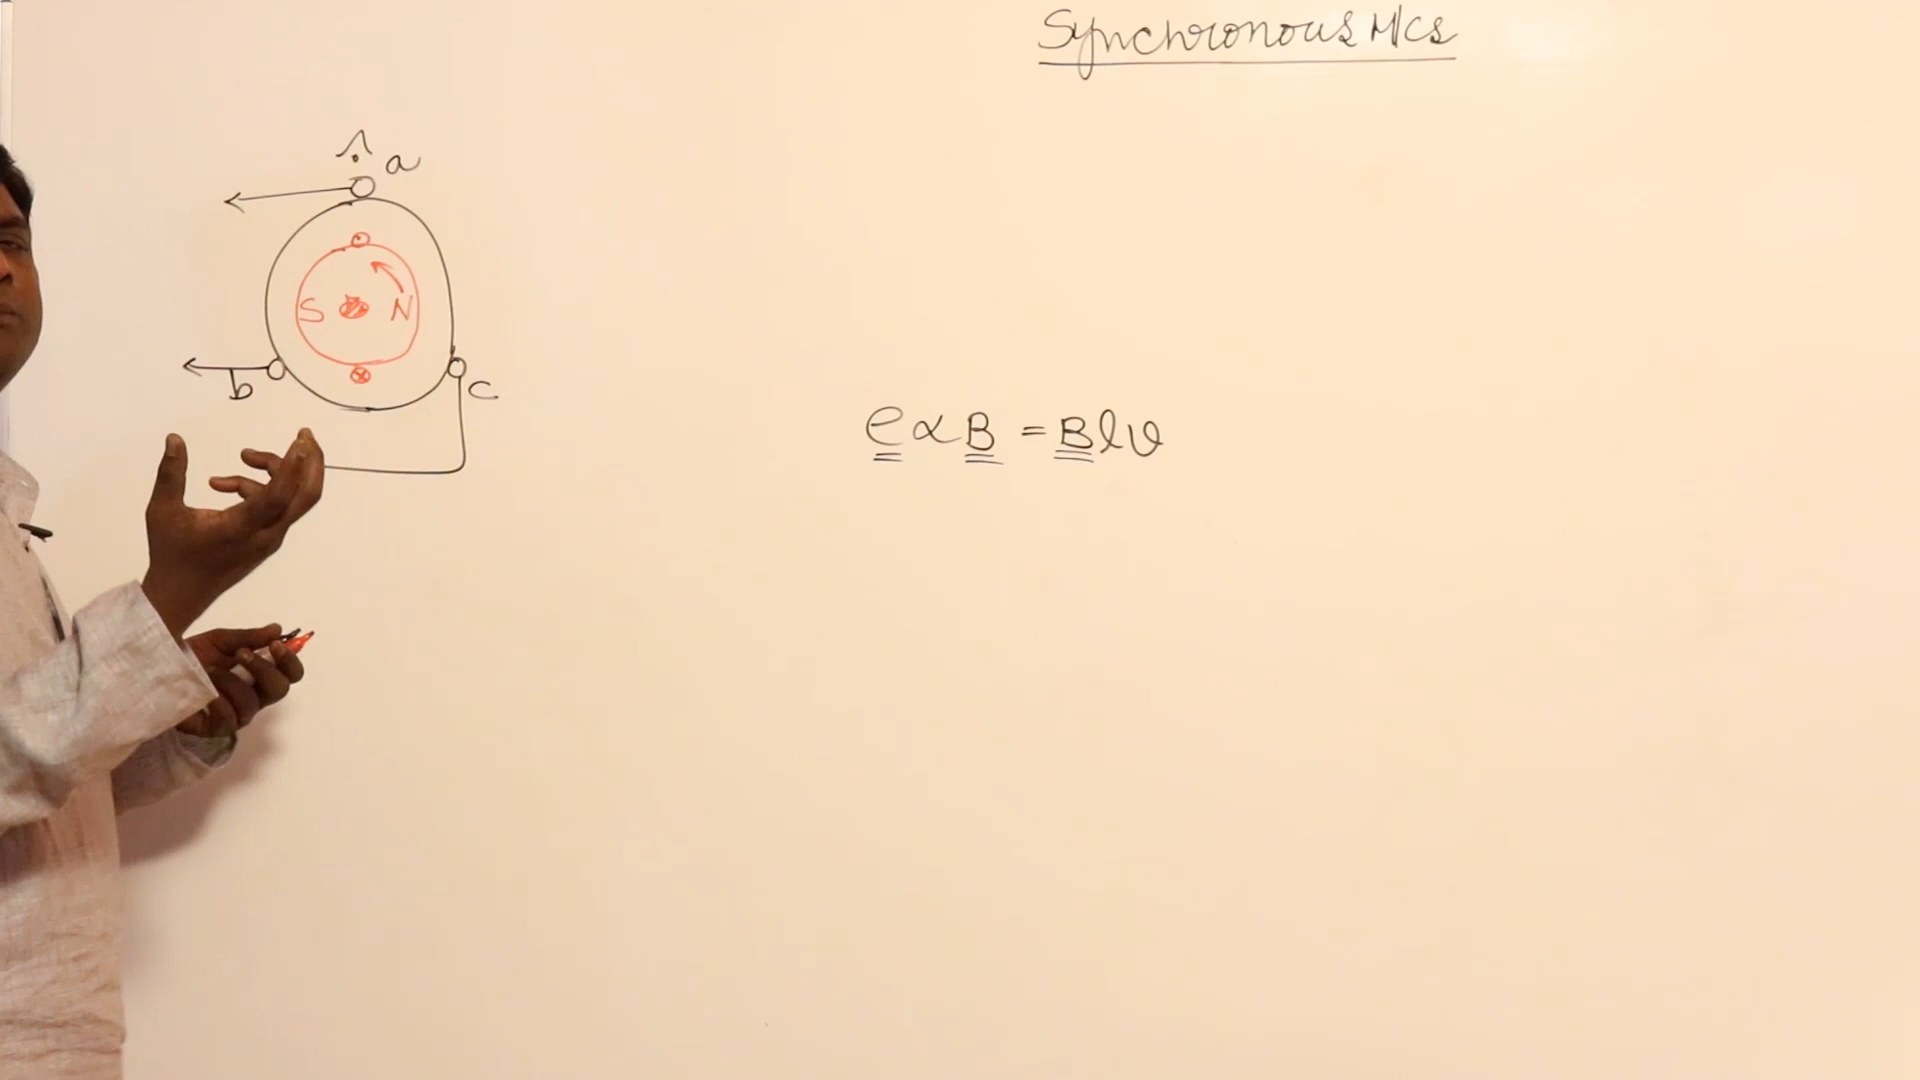 Synchronous M/cs
a
S N
b
c
e ∝ B = Blv